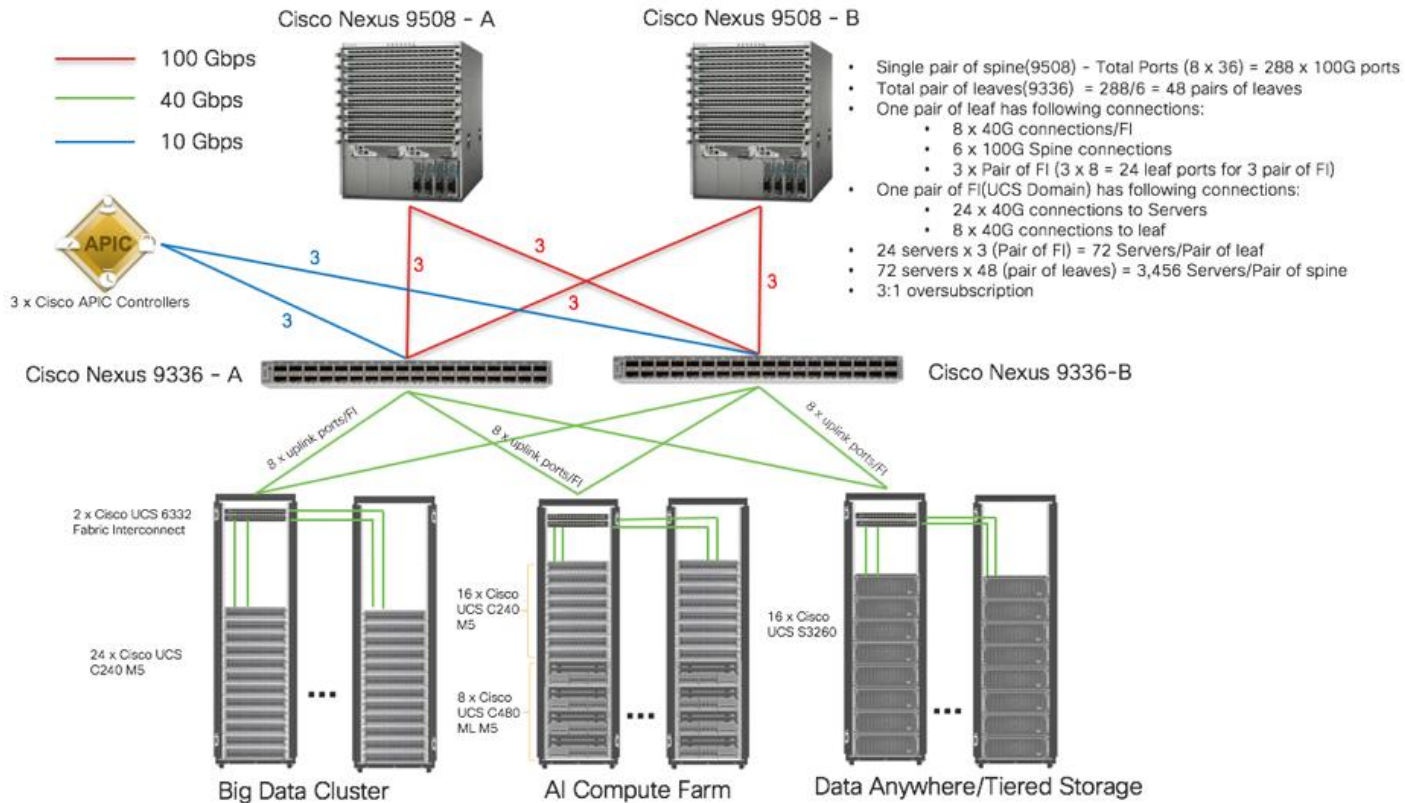 Cisco Nexus 9508 - A
Cisco Nexus 9508 - B
100 Gbps
40 Gbps
10 Gbps
• Single pair of spine(9508) - Total Ports (8 x 36) = 288 x 100G ports
• Total pair of leaves(9336) = 288/6 = 48 pairs of leaves
• One pair of leaf has following connections:
• 8 x 40G connections/FI
• 6 x 100G Spine connections
• 3 x Pair of FI (3 x 8 = 24 leaf ports for 3 pair of FI)
• One pair of FI(UCS Domain) has following connections:
• 24 x 40G connections to Servers
• 8 x 40G connections to leaf
• 24 servers x 3 (Pair of FI) = 72 Servers/Pair of leaf
• 72 servers x 48 (pair of leaves) = 3,456 Servers/Pair of spine
• 3:1 oversubscription
APIC
3 x Cisco APIC Controllers
3
3
3
3
3
3
Cisco Nexus 9336 - A
Cisco Nexus 9336-B
8 x uplink ports/FI
8 x uplink ports/FI
8 x uplink ports/FI
2 x Cisco UCS 6332
Fabric Interconnect
24 x Cisco UCS
C240 M5
16 x Cisco
UCS C240
M5
8 x Cisco
UCS C480
ML M5
16 x Cisco
UCS S3260
Big Data Cluster
AI Compute Farm
Data Anywhere/Tiered Storage